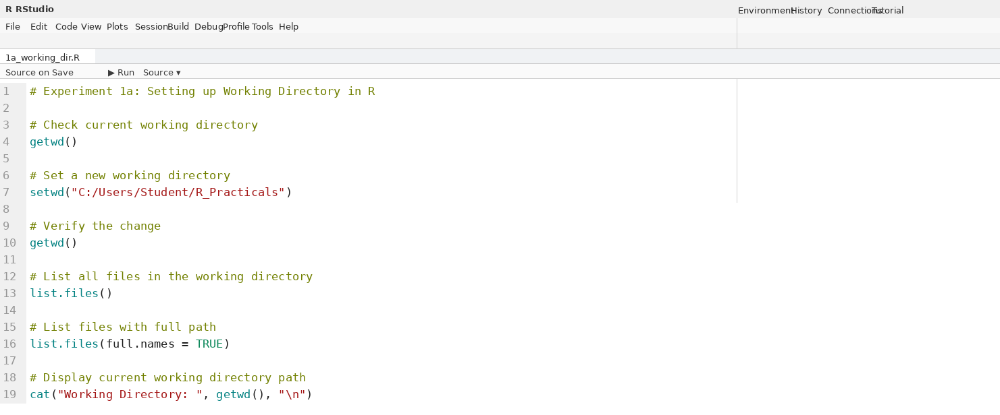 R RStudio
Environment History Connections Tutorial
File Edit Code View Plots Session Build Debug Profile Tools Help
1a_working_dir.R
Source on Save ▶ Run Source ▾
1 # Experiment 1a: Setting up Working Directory in R
2
3 # Check current working directory
4 getwd()
5
6 # Set a new working directory
7 setwd("C:/Users/Student/R_Practicals")
8
9 # Verify the change
10 getwd()
11
12 # List all files in the working directory
13 list.files()
14
15 # List files with full path
16 list.files(full.names = TRUE)
17
18 # Display current working directory path
19 cat("Working Directory: ", getwd(), "\n")